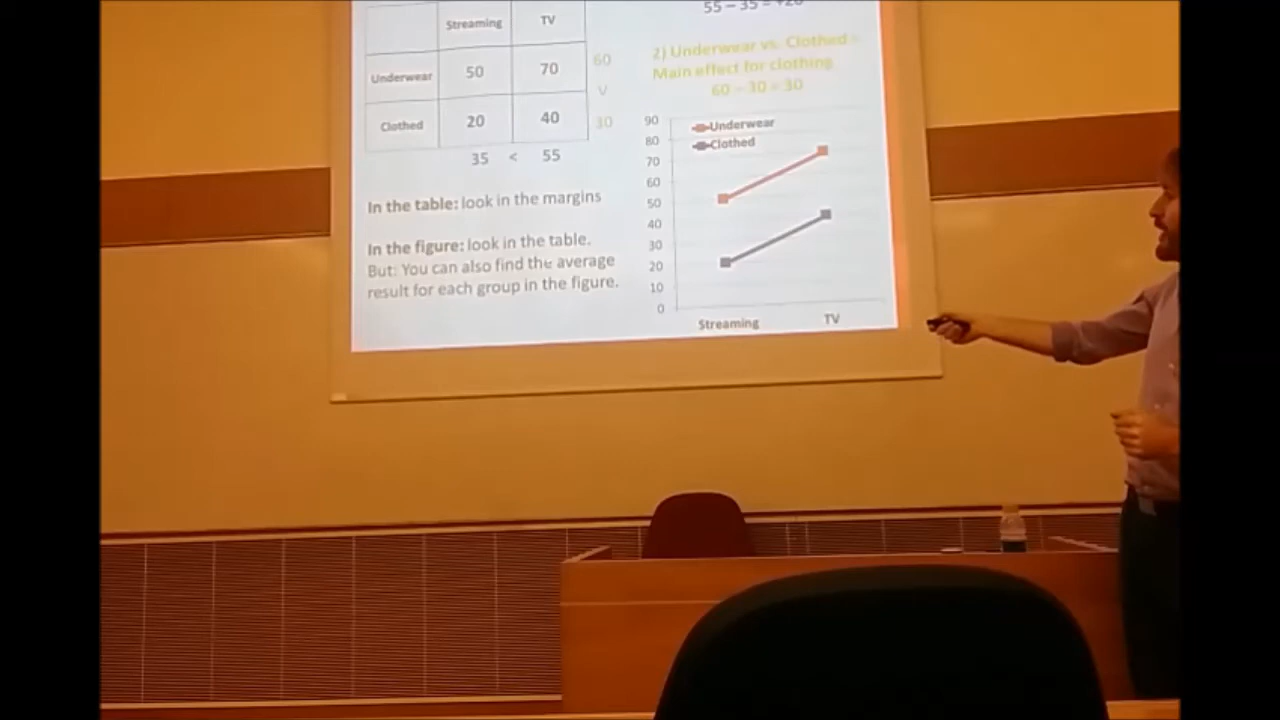 55 – 35 = +20
Streaming TV
Underwear 50 70 60
V
Clothed 20 40 30
35 < 55
In the table: look in the margins
In the figure: look in the table.
But: You can also find the average
result for each group in the figure.
2) Underwear vs. Clothed =
Main effect for clothing
60 – 30 = 30
90
80
70
60
50
40
30
20
10
0
Underwear
Clothed
Streaming TV